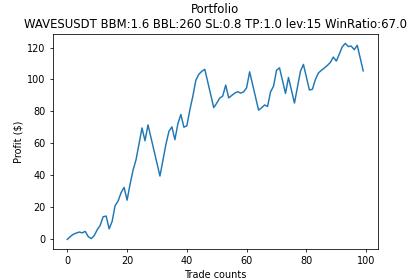 Portfolio
WAVESUSDT BBM:1.6 BBL:260 SL:0.8 TP:1.0 lev:15 WinRatio:67.0
120
100
80
60
40
20
0
Profit ($)
0 20 40 60 80 100
Trade counts